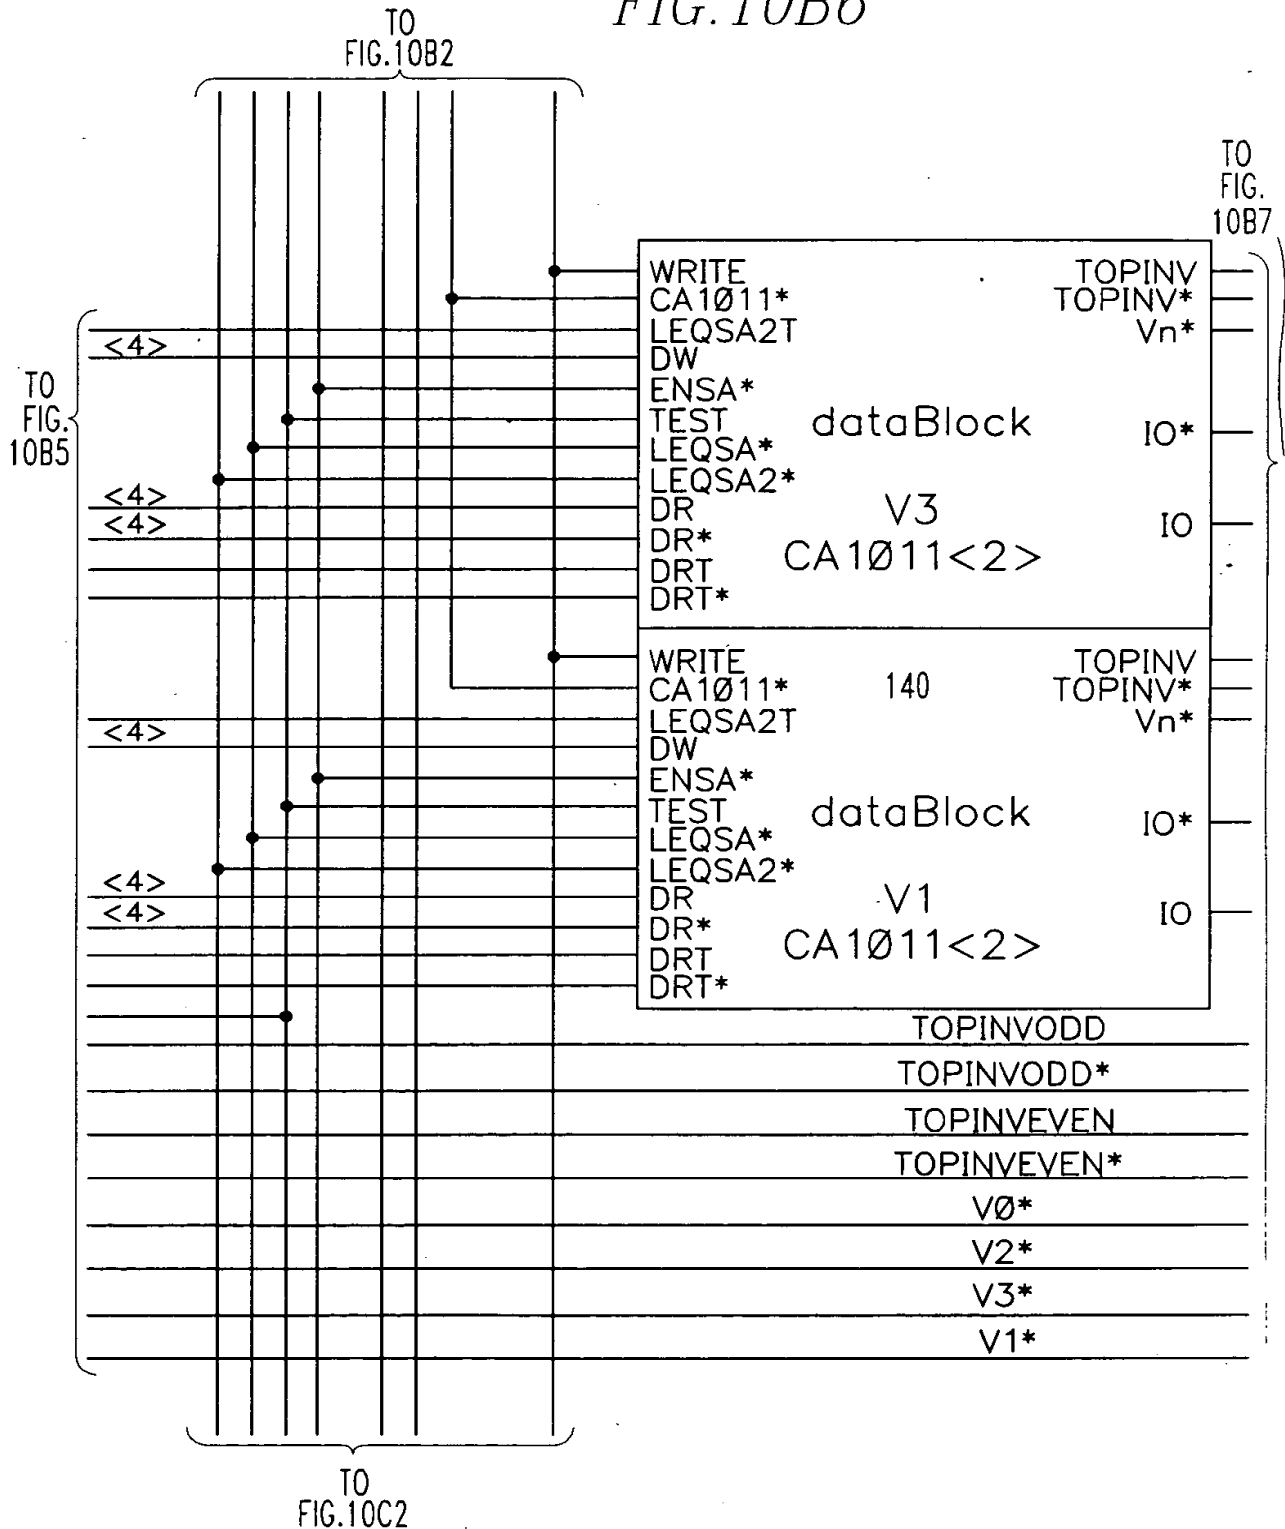 FIG. 10B6
TO
FIG.10B2
TO
FIG.
10B7
TO
FIG.
10B5
WRITE
CA1Ø11*
LEQSA2T
<4>
DW
ENSA*
TEST
LEQSA*
LEQSA2*
<4>
DR
<4>
DR*
DRT
DRT*
dataBlock
V3
CA1Ø11<2>
TOPINV
TOPINV*
Vn*
IO*
IO
WRITE
CA1Ø11*
LEQSA2T
<4>
DW
ENSA*
TEST
LEQSA*
LEQSA2*
<4>
DR
<4>
DR*
DRT
DRT*
140
dataBlock
V1
CA1Ø11<2>
TOPINV
TOPINV*
Vn*
IO*
IO
TOPINVODD
TOPINVODD*
TOPINVEVEN
TOPINVEVEN*
VØ*
V2*
V3*
V1*
TO
FIG.10C2